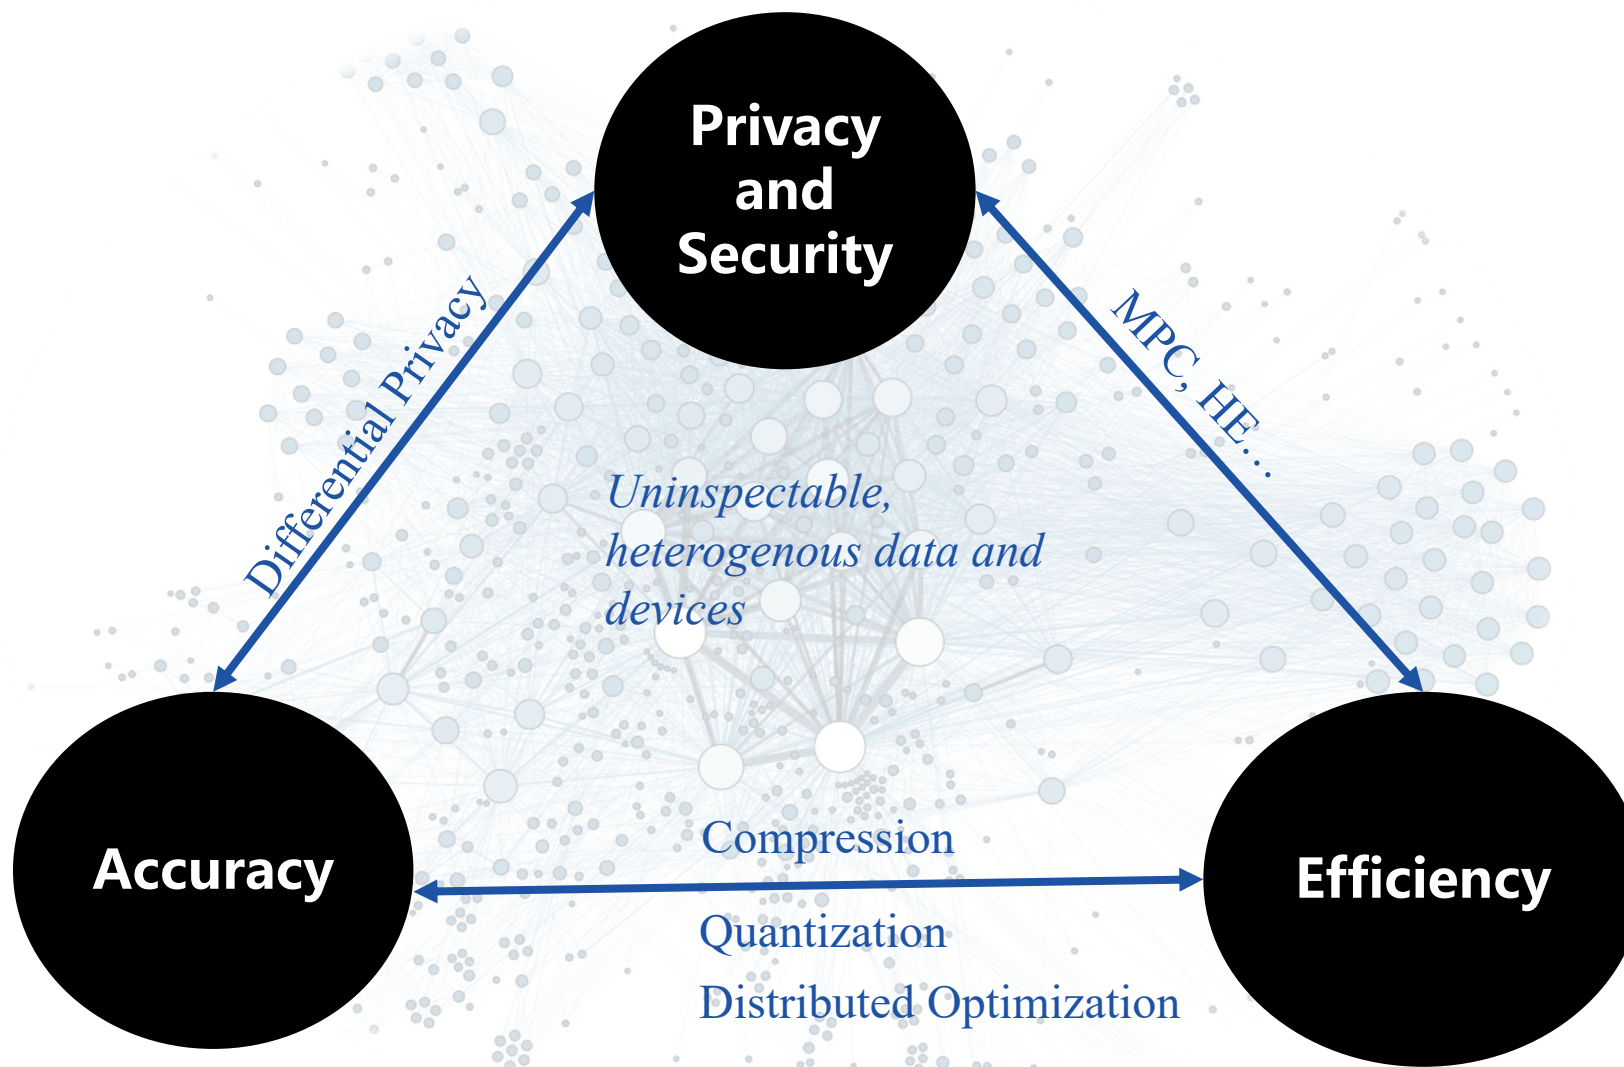 Privacy
and
Security
Differential Privacy
MPC, HE…
Uninspectable,
heterogenous data and
devices
Compression
Accuracy
Efficiency
Quantization
Distributed Optimization